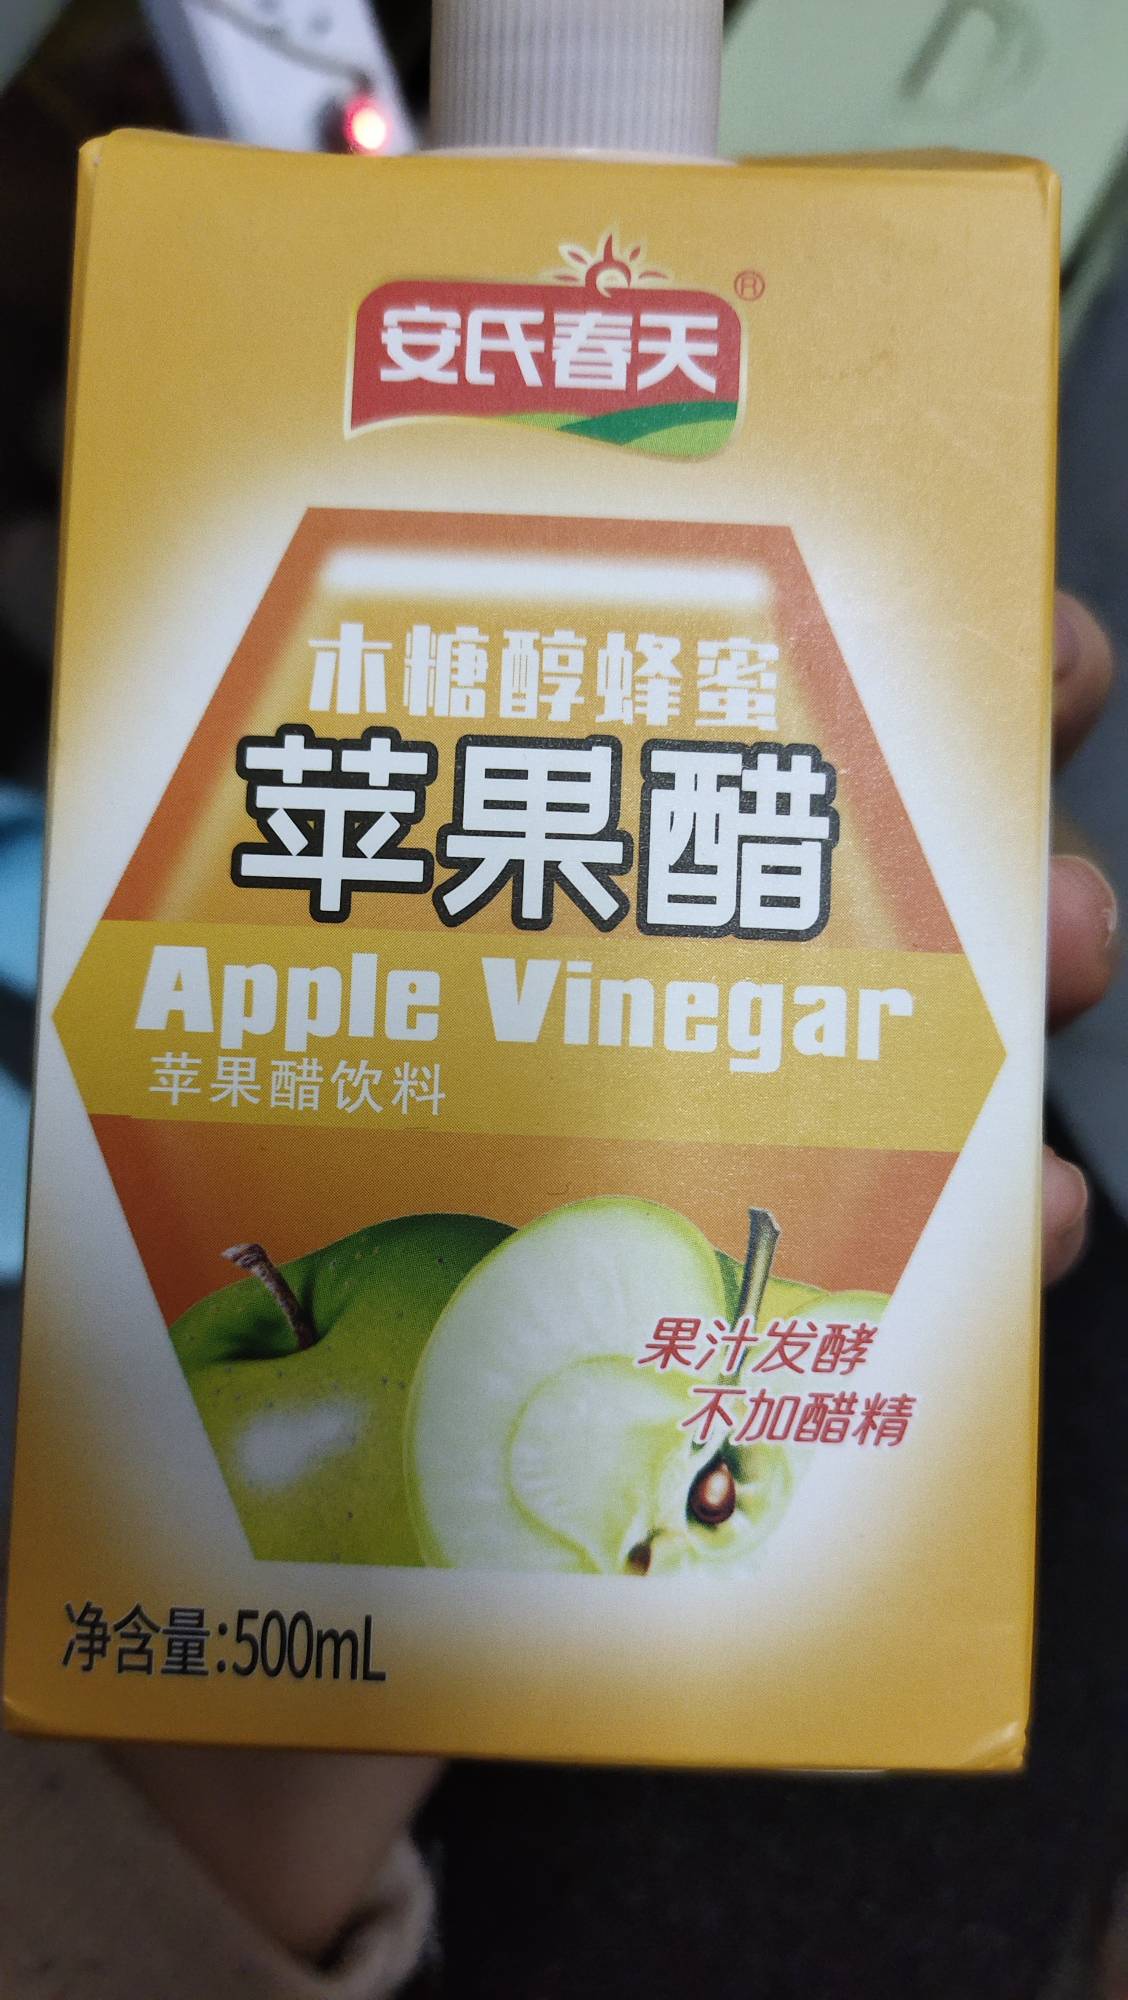 安氏春天®
木糖醇蜂蜜
苹果醋
Apple Vinegar
苹果醋饮料
果汁发酵
不加醋精
净含量:500mL